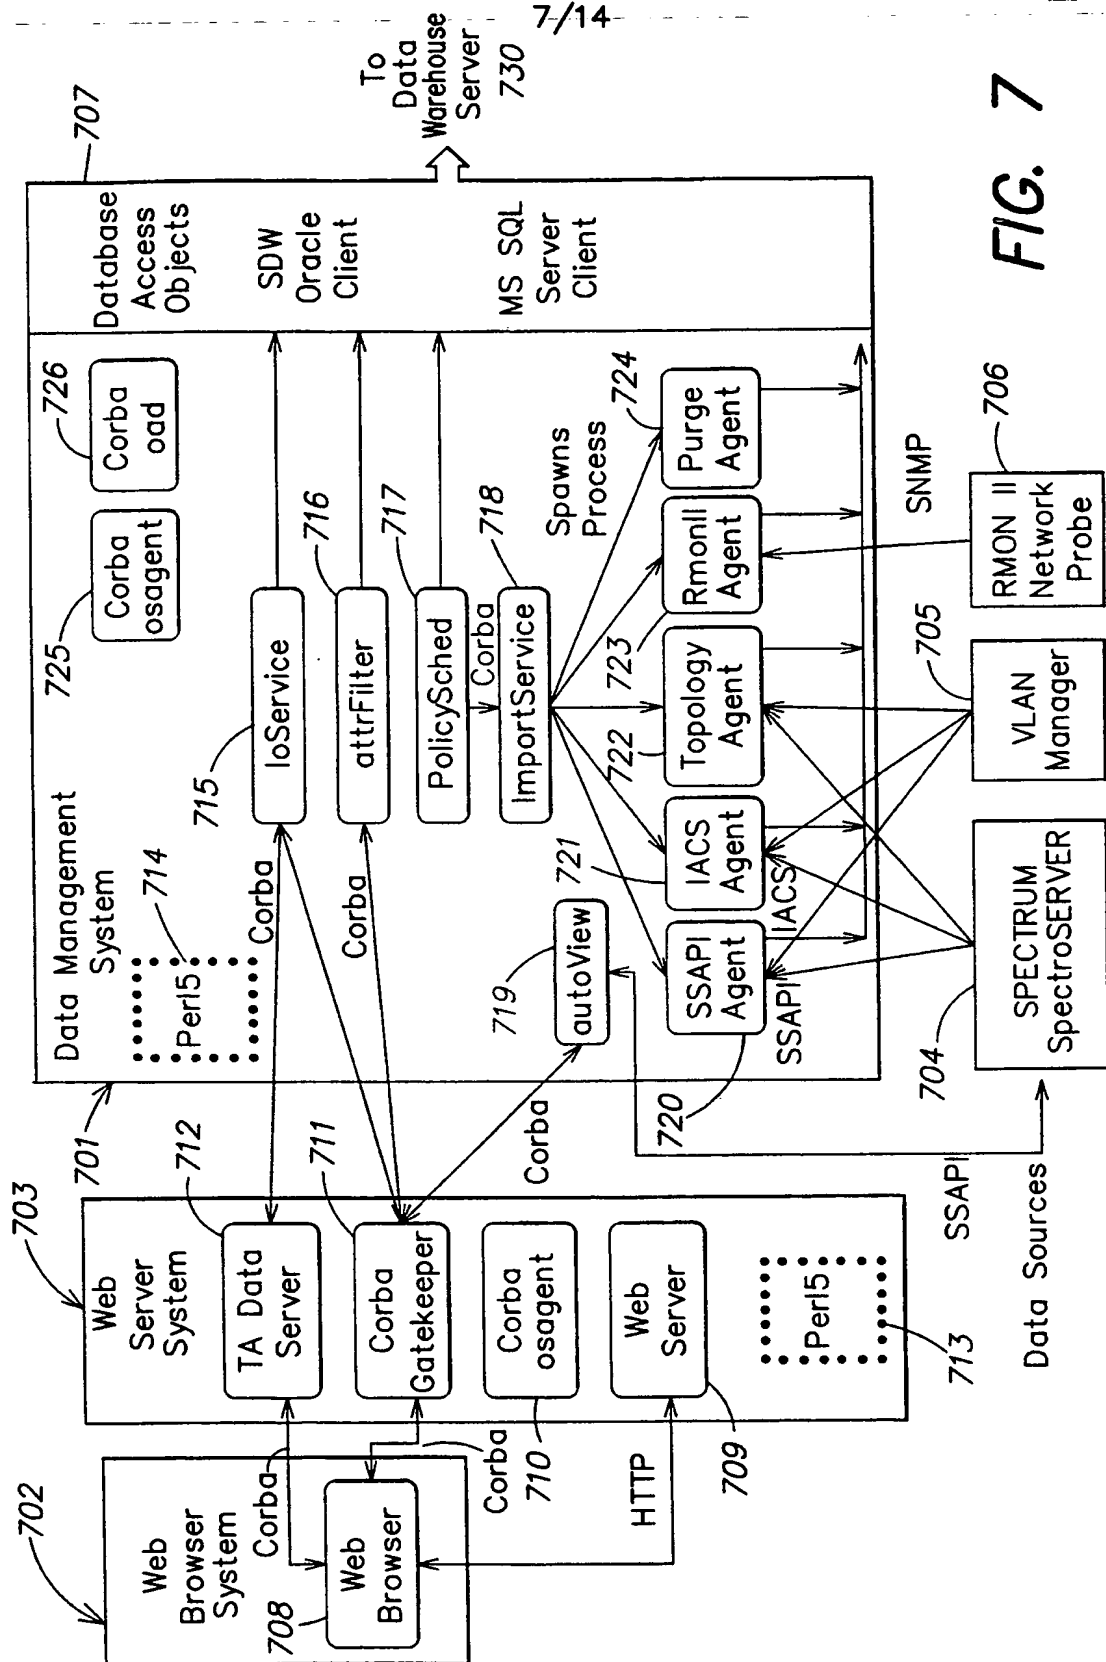 7/14
702
Web
Browser
System
708
Web
Browser
Corba
Corba
HTTP
703
Web
Server
System
712
TA Data
Server
711
Corba
Gatekeeper
710
Corba
osagent
709
Web
Server
713
Perl5
701
Data Management
System
714
Perl5
725
Corba
osagent
726
Corba
oad
Corba
715
IoService
Corba
716
attrFilter
717
PolicySched
Corba
718
ImportService
Corba
719
autoView
Spawns
Process
720
SSAPI
Agent
721
IACS
Agent
722
Topology
Agent
723
RmonII
Agent
724
Purge
Agent
SSAPI
IACS
SNMP
707
Database
Access
Objects
SDW
Oracle
Client
MS SQL
Server
Client
To
Data
Warehouse
Server
730
SSAPI
Data Sources
704
SPECTRUM
SpectroSERVER
705
VLAN
Manager
706
RMON II
Network
Probe
FIG. 7